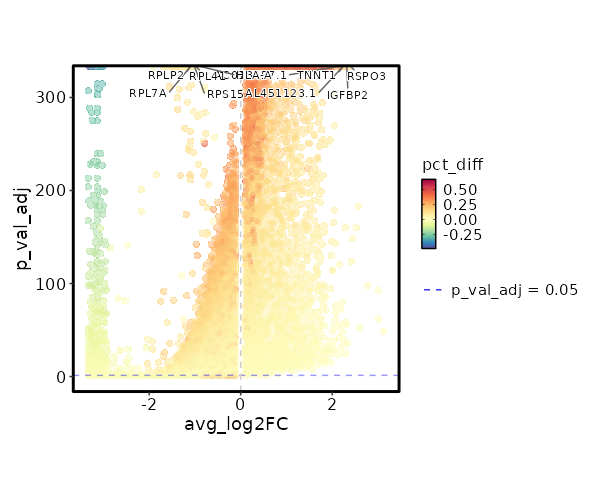 RPLP2
TNNT1
RSPO3
RPL7A
RPS15
AL451123.1
IGFBP2
300
200
100
0
p_val_adj
-2
0
2
avg_log2FC
pct_diff
0.50
0.25
0.00
-0.25
p_val_adj = 0.05